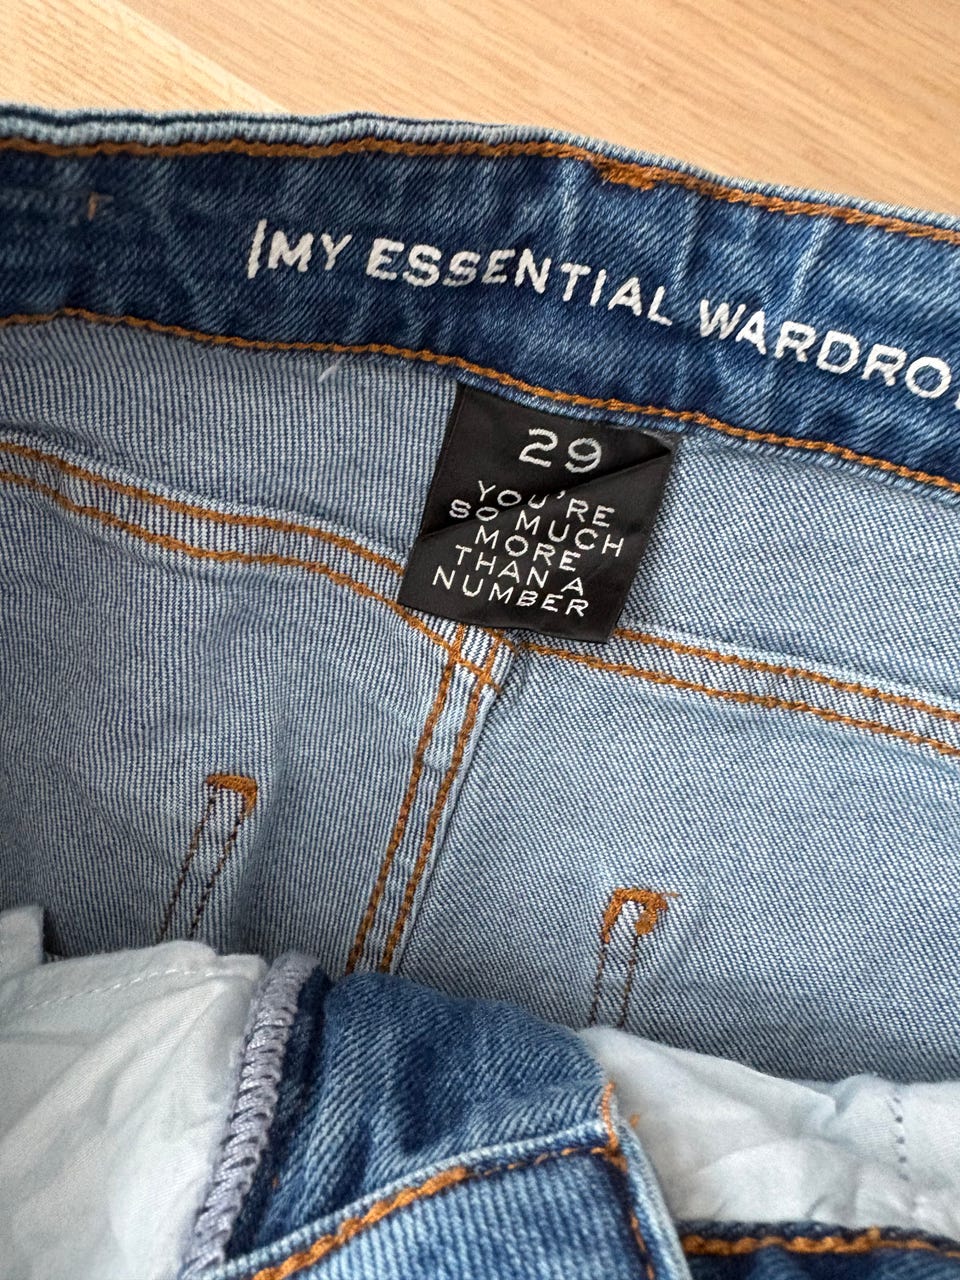 |MY ESSENTIAL WARDRO
29
YOU'RE
SO MUCH
MORE
THAN A
NUMBER